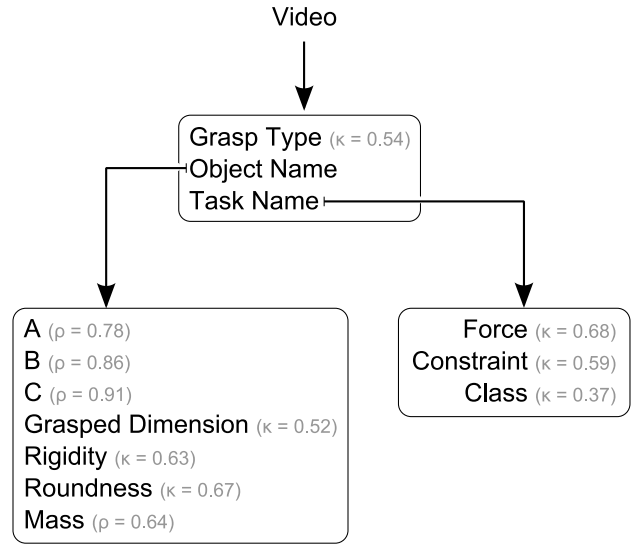 Video
Grasp Type (κ = 0.54)
Object Name
Task Name
A (ρ = 0.78)
B (ρ = 0.86)
C (ρ = 0.91)
Grasped Dimension (κ = 0.52)
Rigidity (κ = 0.63)
Roundness (κ = 0.67)
Mass (ρ = 0.64)
Force (κ = 0.68)
Constraint (κ = 0.59)
Class (κ = 0.37)